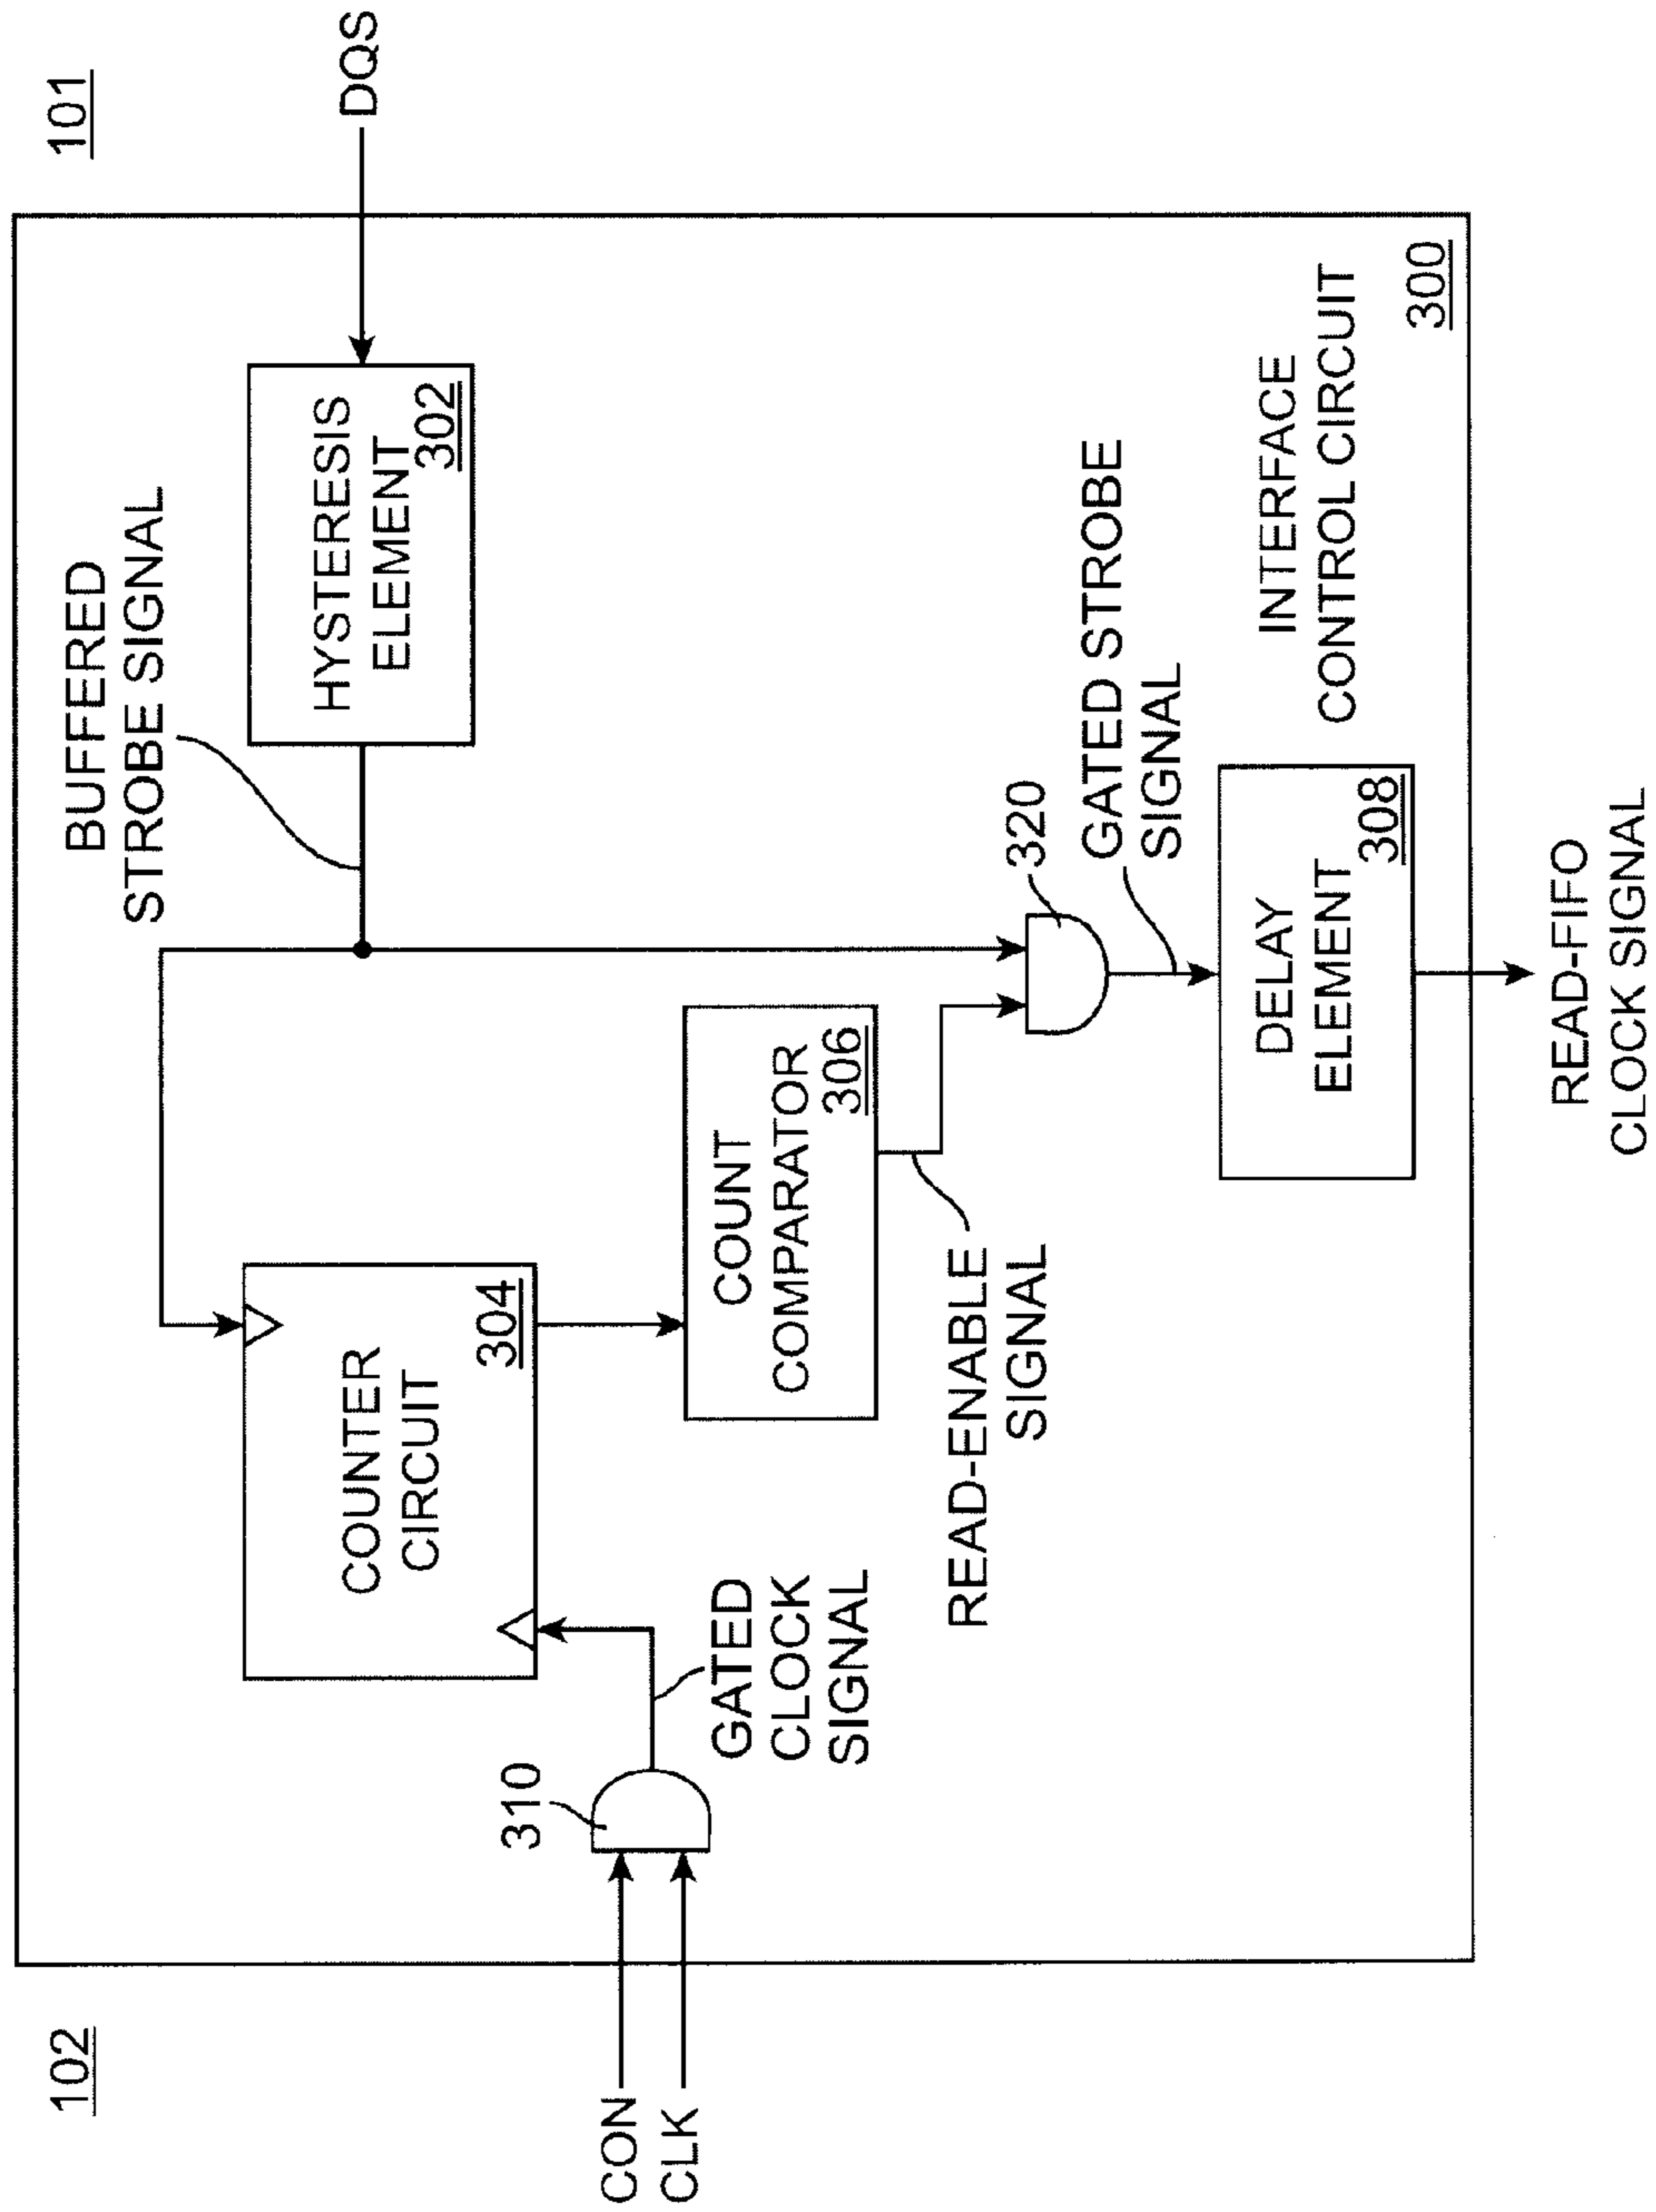 102
101
CON
CLK
310
GATED
CLOCK
SIGNAL
COUNTER
CIRCUIT
304
BUFFERED
STROBE SIGNAL
HYSTERESIS
ELEMENT
302
DQS
COUNT
COMPARATOR
306
READ-ENABLE
SIGNAL
320
GATED STROBE
SIGNAL
DELAY
ELEMENT
308
INTERFACE
CONTROL CIRCUIT
300
READ-FIFO
CLOCK SIGNAL